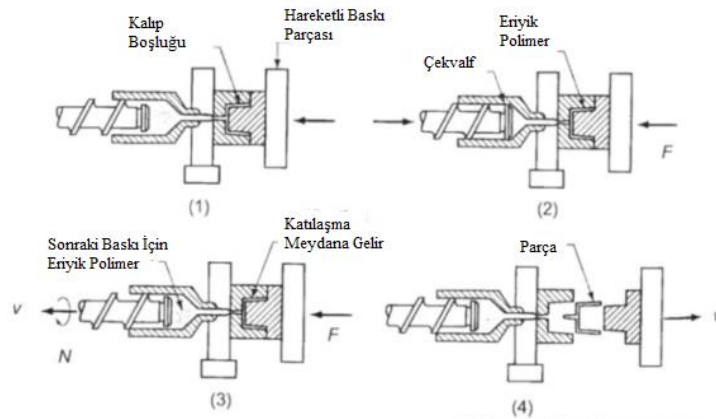 Kalıp
Boşluğu
Hareketli Baskı
Parçası
(1)
Çekvalf
Eriyik
Polimer
F
(2)
Sonraki Baskı İçin
Eriyik Polimer
Katılaşma
Meydana Gelir
v
N
F
(3)
Parça
v
(4)